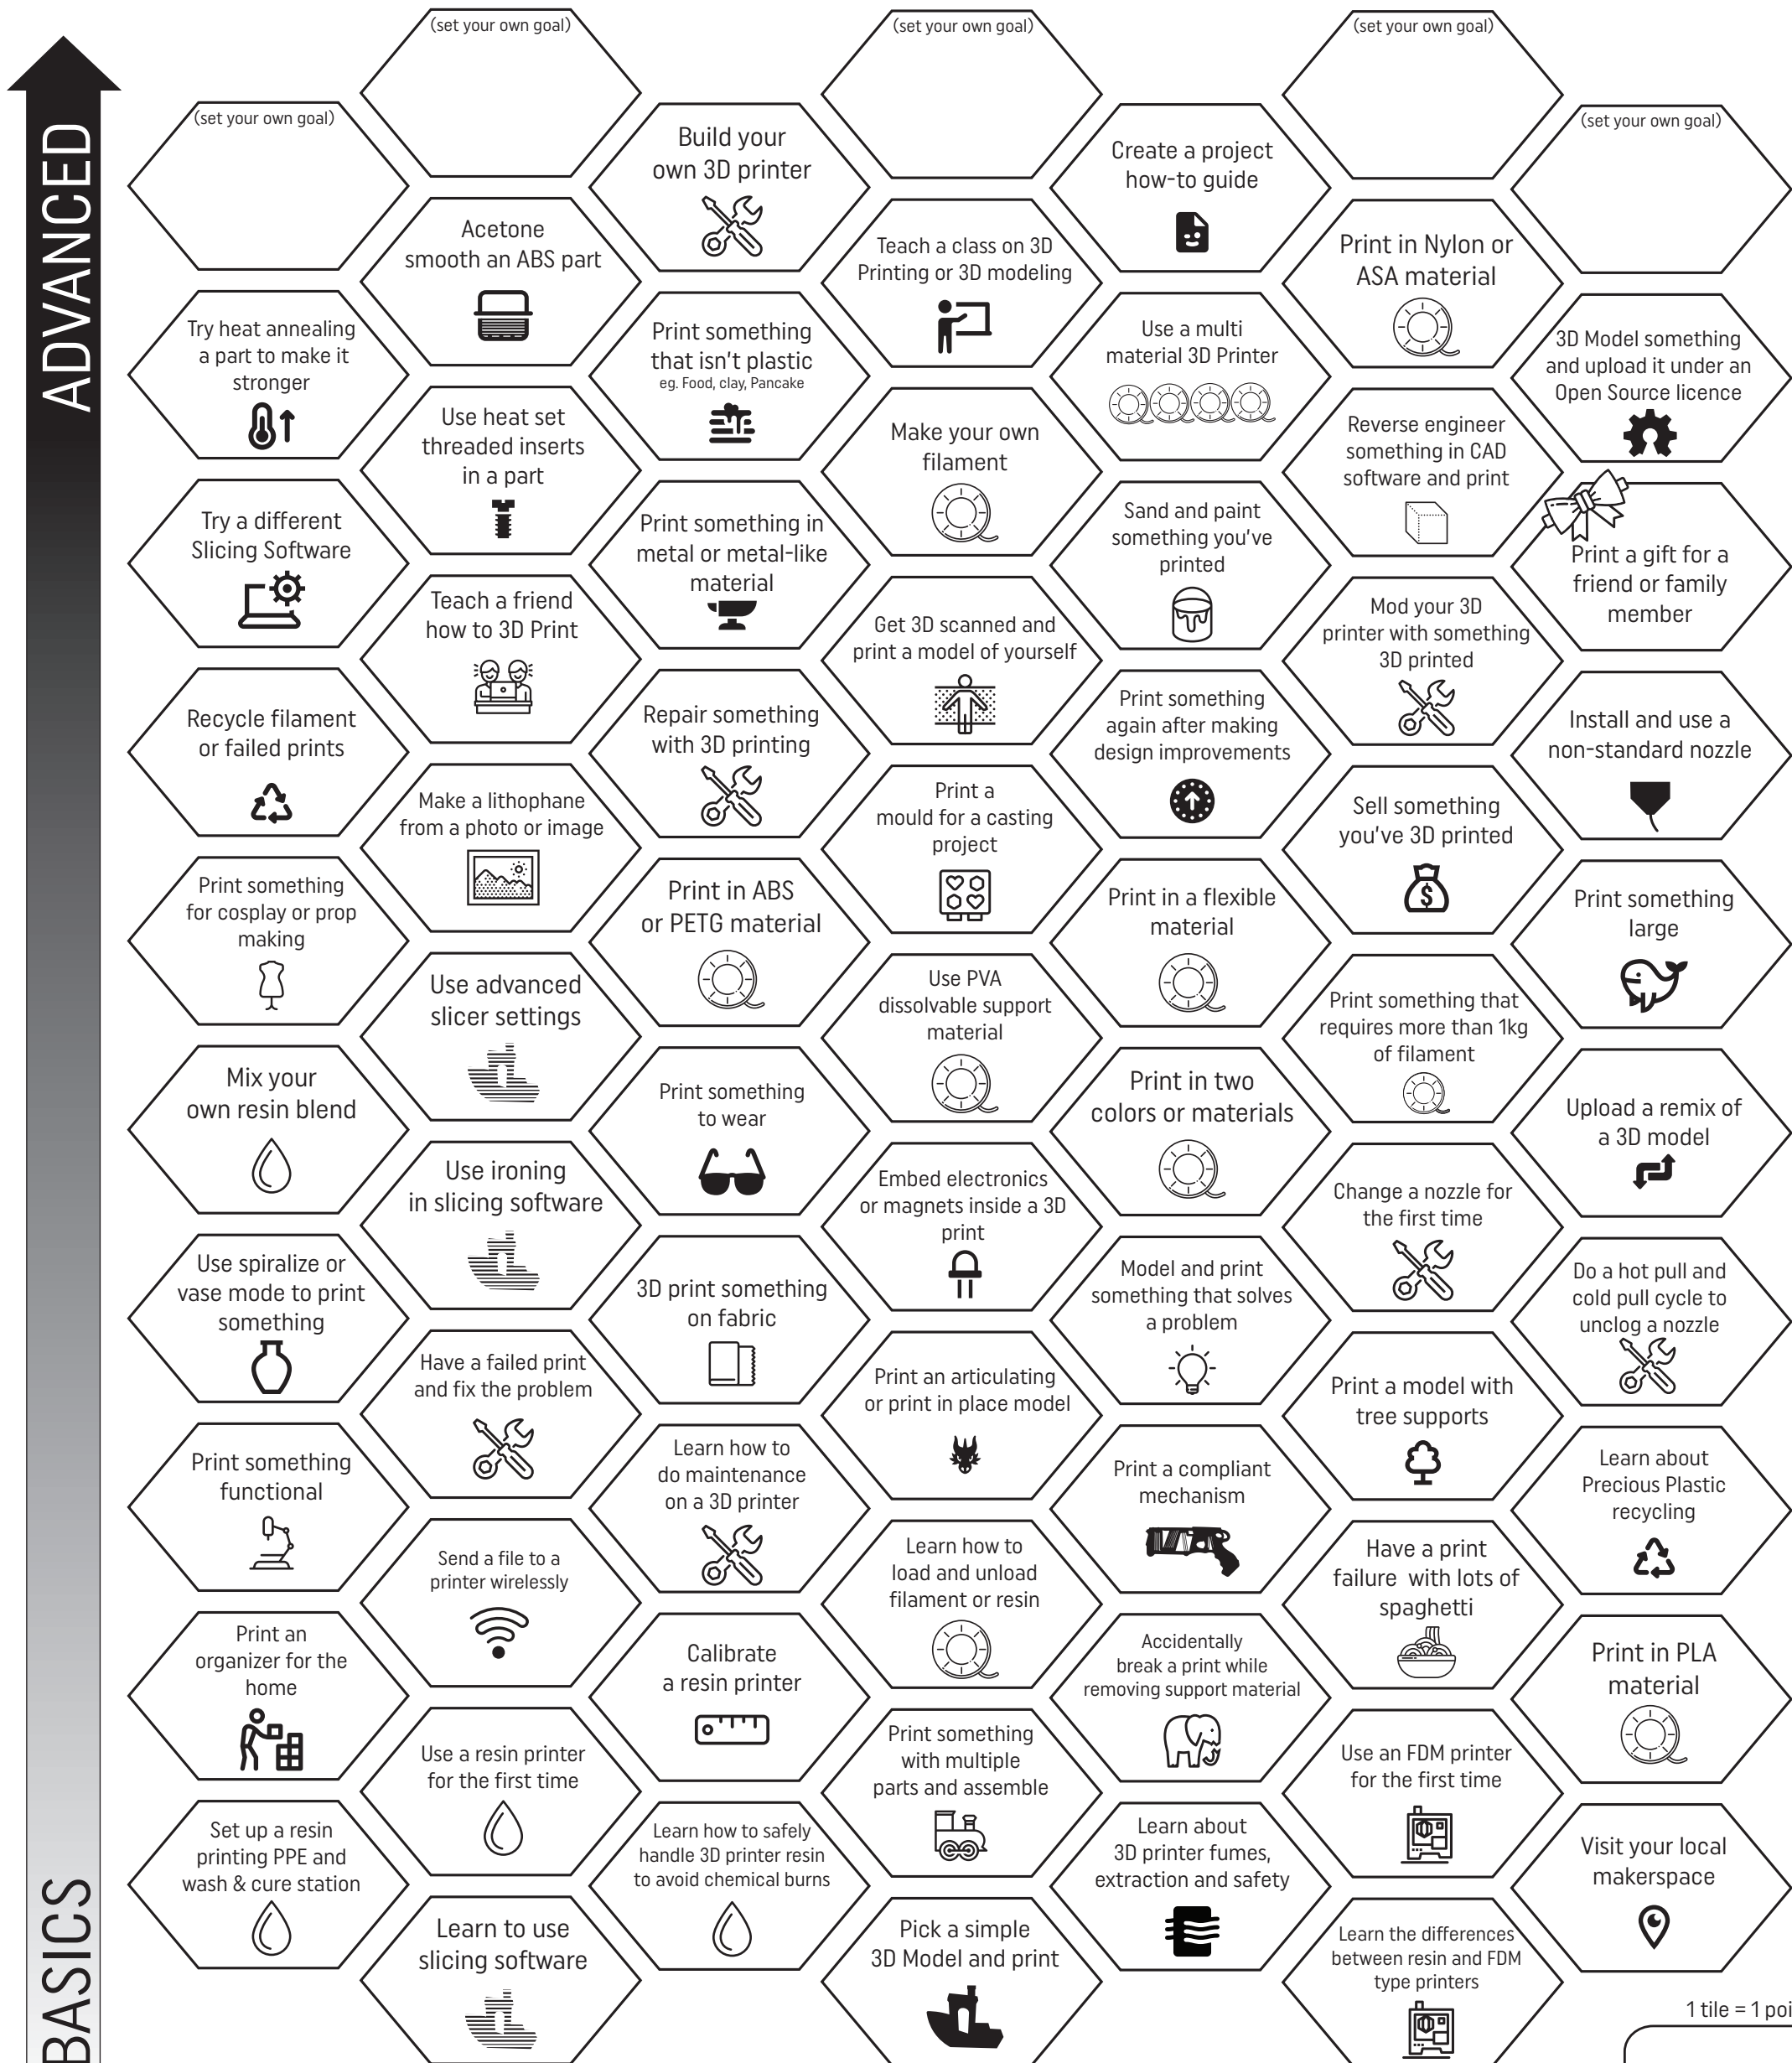 ADVANCED
BASICS
(set your own goal)
(set your own goal)
(set your own goal)
(set your own goal)
(set your own goal)
Build your
own 3D printer
Create a project
how-to guide
Acetone
smooth an ABS part
Teach a class on 3D
Printing or 3D modeling
Print in Nylon or
ASA material
Try heat annealing
a part to make it
stronger
Print something
that isn't plastic
eg. Food, clay, Pancake
Use a multi
material 3D Printer
3D Model something
and upload it under an
Open Source licence
Use heat set
threaded inserts
in a part
Make your own
filament
Reverse engineer
something in CAD
software and print
Try a different
Slicing Software
Print something in
metal or metal-like
material
Sand and paint
something you've
printed
Print a gift for a
friend or family
member
Teach a friend
how to 3D Print
Get 3D scanned and
print a model of yourself
Mod your 3D
printer with something
3D printed
Recycle filament
or failed prints
Repair something
with 3D printing
Print something
again after making
design improvements
Install and use a
non-standard nozzle
Make a lithophane
from a photo or image
Print a
mould for a casting
project
Sell something
you've 3D printed
Print something
for cosplay or prop
making
Print in ABS
or PETG material
Print in a flexible
material
Print something
large
Use advanced
slicer settings
Use PVA
dissolvable support
material
Print something that
requires more than 1kg
of filament
Mix your
own resin blend
Print something
to wear
Print in two
colors or materials
Upload a remix of
a 3D model
Use ironing
in slicing software
Embed electronics
or magnets inside a 3D
print
Change a nozzle for
the first time
Use spiralize or
vase mode to print
something
3D print something
on fabric
Model and print
something that solves
a problem
Do a hot pull and
cold pull cycle to
unclog a nozzle
Have a failed print
and fix the problem
Print an articulating
or print in place model
Print a model with
tree supports
Print something
functional
Learn how to
do maintenance
on a 3D printer
Print a compliant
mechanism
Learn about
Precious Plastic
recycling
Send a file to a
printer wirelessly
Learn how to
load and unload
filament or resin
Have a print
failure with lots of
spaghetti
Print an
organizer for the
home
Calibrate
a resin printer
Accidentally
break a print while
removing support material
Print in PLA
material
Use a resin printer
for the first time
Print something
with multiple
parts and assemble
Use an FDM printer
for the first time
Set up a resin
printing PPE and
wash & cure station
Learn how to safely
handle 3D printer resin
to avoid chemical burns
Learn about
3D printer fumes,
extraction and safety
Visit your local
makerspace
Learn to use
slicing software
Pick a simple
3D Model and print
Learn the differences
between resin and FDM
type printers
1 tile = 1 poi